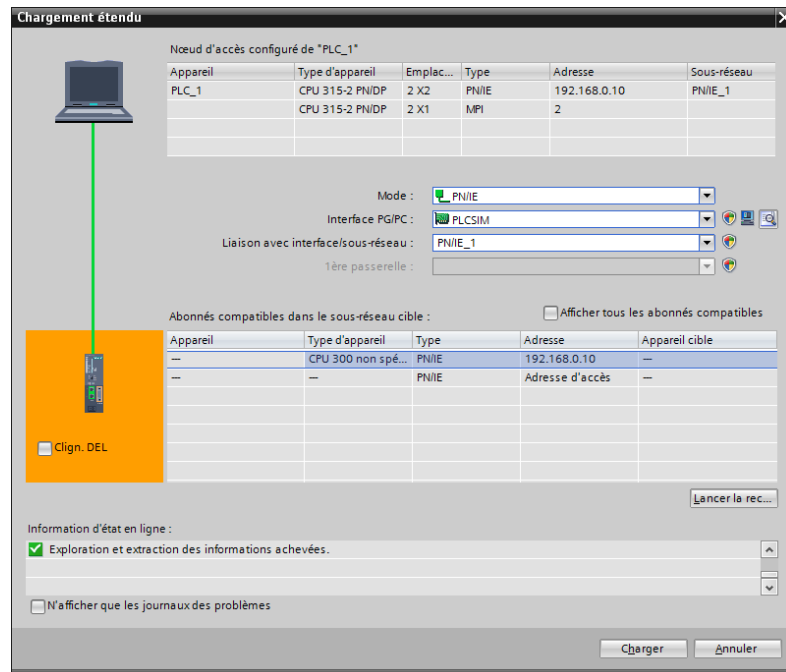 Chargement étendu
Nœud d'accès configuré de "PLC_1"
Appareil Type d'appareil Emplac... Type Adresse Sous-réseau
PLC_1 CPU 315-2 PN/DP 2 X2 PN/IE 192.168.0.10 PN/IE_1
CPU 315-2 PN/DP 2 X1 MPI 2
Mode : PN/IE
Interface PG/PC : PLCSIM
Liaison avec interface/sous-réseau : PN/IE_1
1ère passerelle :
Abonnés compatibles dans le sous-réseau cible : Afficher tous les abonnés compatibles
Appareil Type d'appareil Type Adresse Appareil cible
— CPU 300 non spé... PN/IE 192.168.0.10 —
— — PN/IE Adresse d'accès —
Clign. DEL
Lancer la rec...
Information d'état en ligne :
Exploration et extraction des informations achevées.
N'afficher que les journaux des problèmes
Charger Annuler